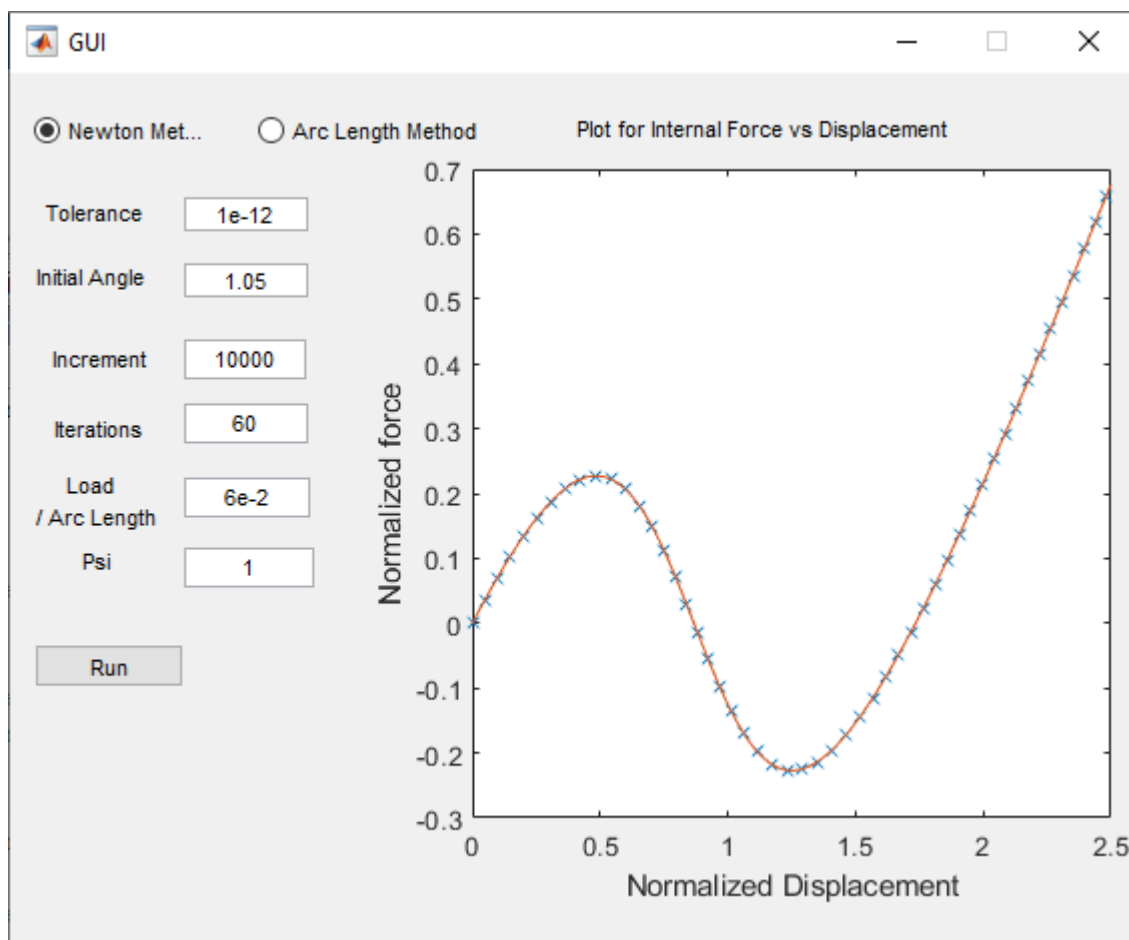 GUI
Newton Met...
Arc Length Method
Plot for Internal Force vs Displacement
Tolerance
1e-12
Initial Angle
1.05
Increment
10000
Iterations
60
Load
/ Arc Length
6e-2
Psi
1
Run
Normalized force
0.7
0.6
0.5
0.4
0.3
0.2
0.1
0
-0.1
-0.2
-0.3
0
0.5
1
1.5
2
2.5
Normalized Displacement